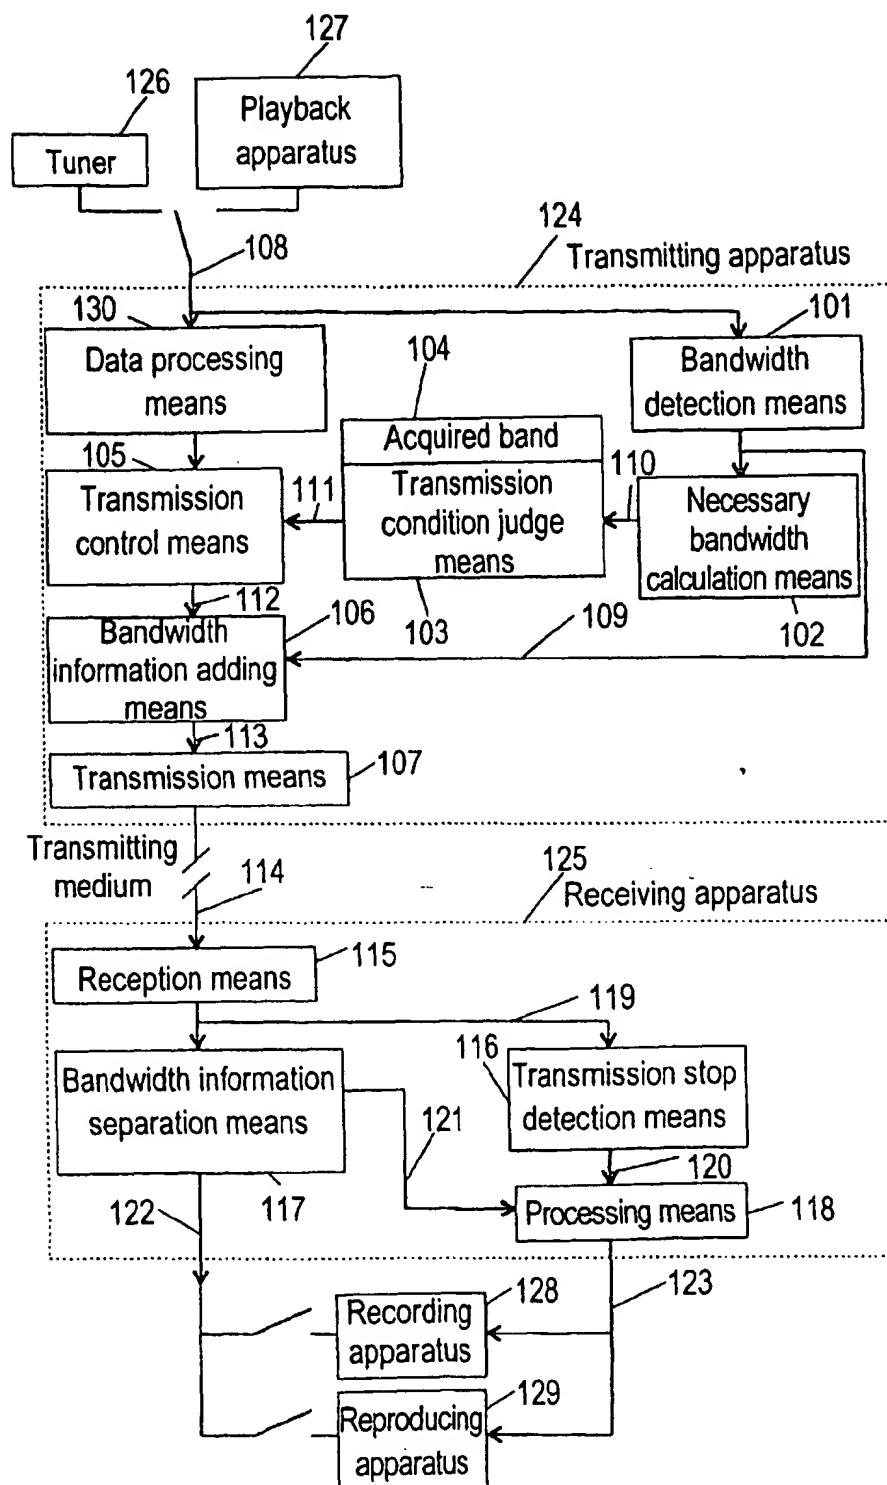 127
126
Playback
apparatus
Tuner
108
124
Transmitting apparatus
130
101
Data processing
means
104
Bandwidth
detection means
Acquired band
105
Transmission
control means
111
Transmission
condition judge
means
110
Necessary
bandwidth
calculation means
112
106
103
109
102
Bandwidth
information adding
means
113
Transmission means
107
Transmitting
medium
114
125
Receiving apparatus
115
Reception means
119
116
Bandwidth information
separation means
Transmission stop
detection means
121
120
122
117
Processing means
118
123
128
Recording
apparatus
129
Reproducing
apparatus